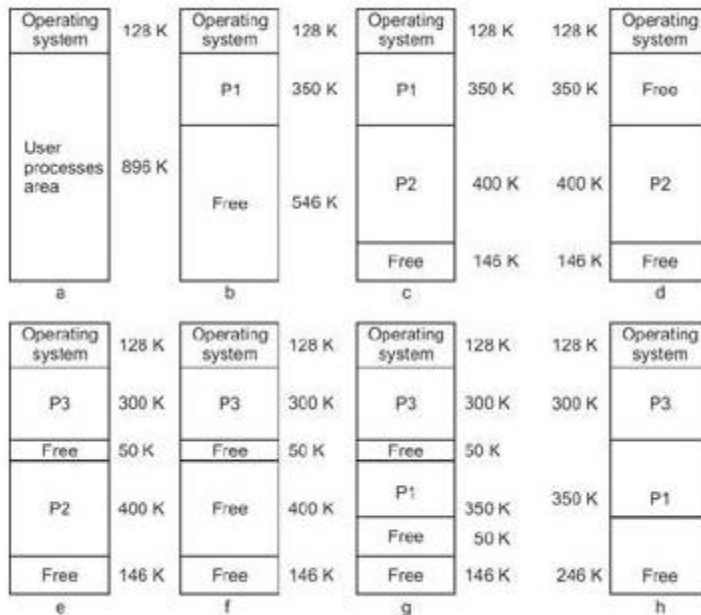 Operating
system
128 K
User
processes
area
896 K
a
Operating
system
128 K
P1
350 K
Free
546 K
b
Operating
system
128 K
P1
350 K
P2
400 K
Free
146 K
c
128 K
Operating
system
350 K
Free
400 K
P2
146 K
Free
d
Operating
system
128 K
P3
300 K
Free
50 K
P2
400 K
Free
146 K
e
Operating
system
128 K
P3
300 K
Free
50 K
Free
400 K
Free
146 K
f
Operating
system
128 K
P3
300 K
Free
50 K
P1
350 K
Free
50 K
Free
146 K
g
128 K
Operating
system
300 K
P3
350 K
P1
246 K
Free
h